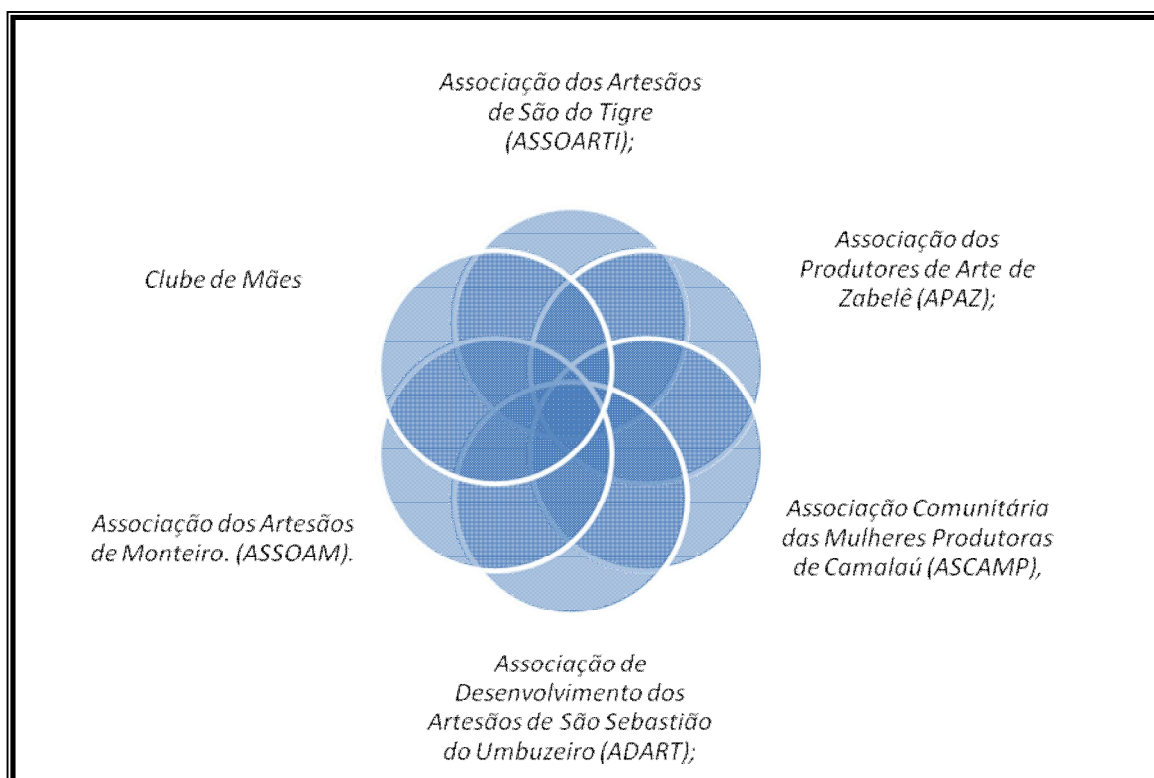 Associação dos Artesãos
de São do Tigre
(ASSOARTI);
Associação dos
Produtores de Arte de
Zabelê (APAZ);
Associação Comunitária
das Mulheres Produtoras
de Camalaú (ASCAMP),
Associação de
Desenvolvimento dos
Artesãos de São Sebastião
do Umbuzeiro (ADART);
Associação dos Artesãos
de Monteiro. (ASSOAM).
Clube de Mães